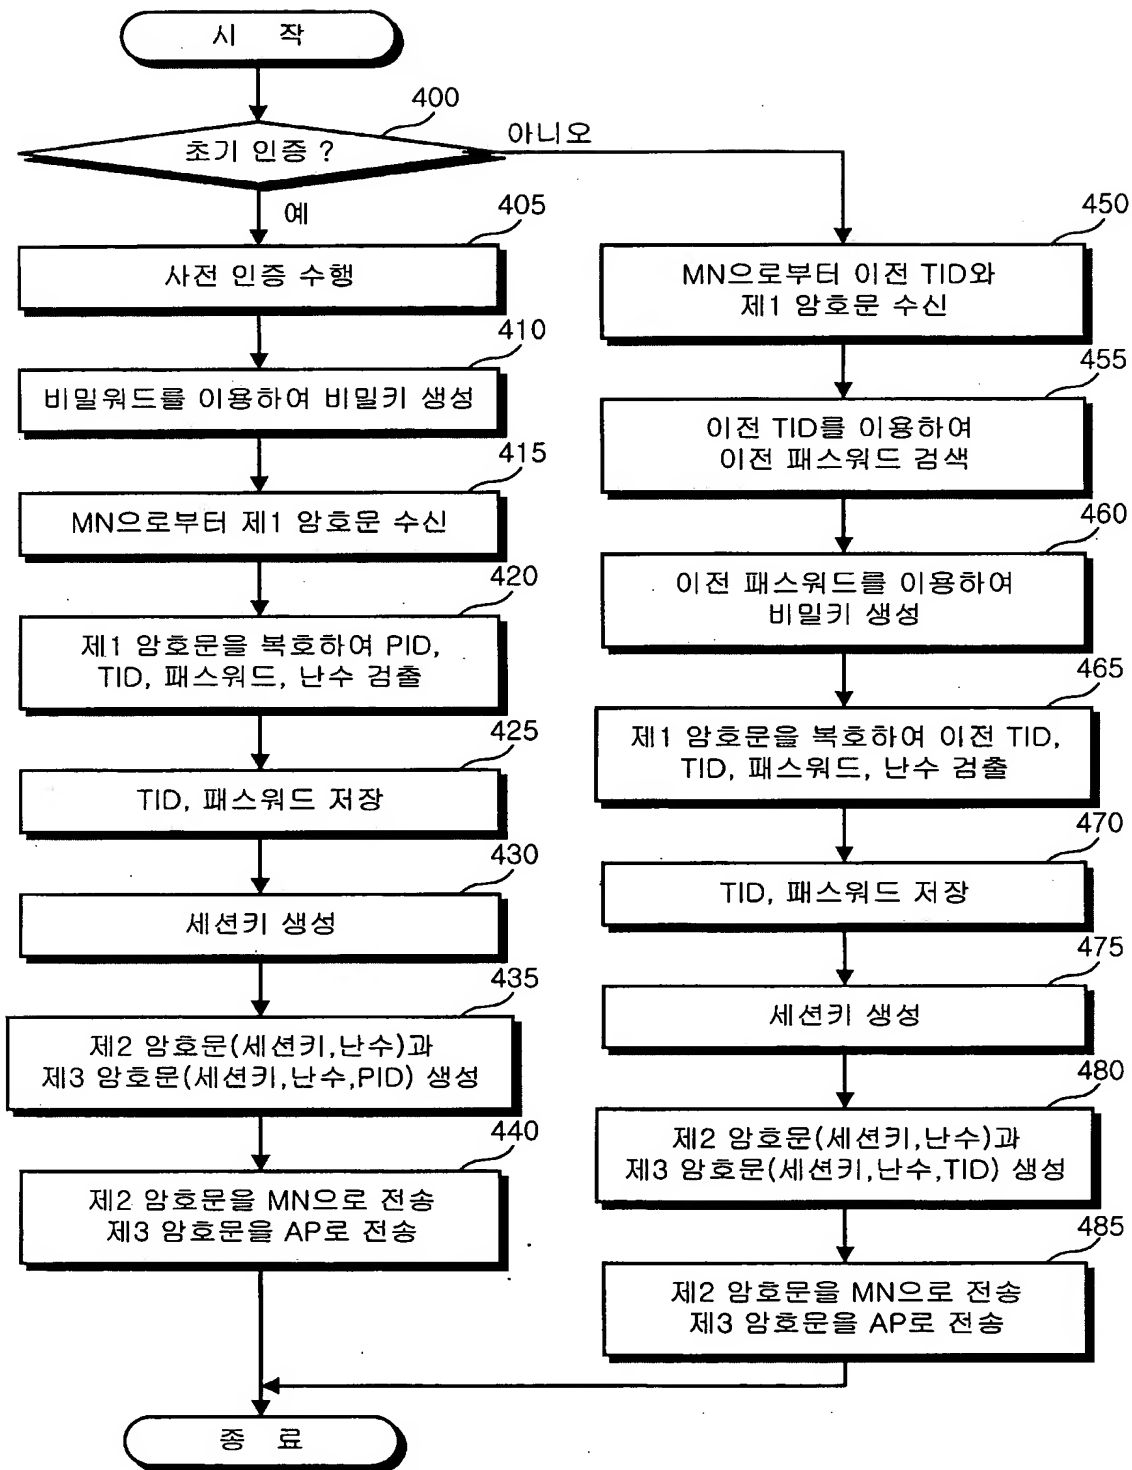 시 작
400
초기 인증 ?
아니오
예
405
사전 인증 수행
410
비밀워드를 이용하여 비밀키 생성
415
MN으로부터 제1 암호문 수신
420
제1 암호문을 복호하여 PID,
TID, 패스워드, 난수 검출
425
TID, 패스워드 저장
430
세션키 생성
435
제2 암호문(세션키,난수)과
제3 암호문(세션키,난수,PID) 생성
440
제2 암호문을 MN으로 전송
제3 암호문을 AP로 전송
450
MN으로부터 이전 TID와
제1 암호문 수신
455
이전 TID를 이용하여
이전 패스워드 검색
460
이전 패스워드를 이용하여
비밀키 생성
465
제1 암호문을 복호하여 이전 TID,
TID, 패스워드, 난수 검출
470
TID, 패스워드 저장
475
세션키 생성
480
제2 암호문(세션키,난수)과
제3 암호문(세션키,난수,TID) 생성
485
제2 암호문을 MN으로 전송
제3 암호문을 AP로 전송
종 료